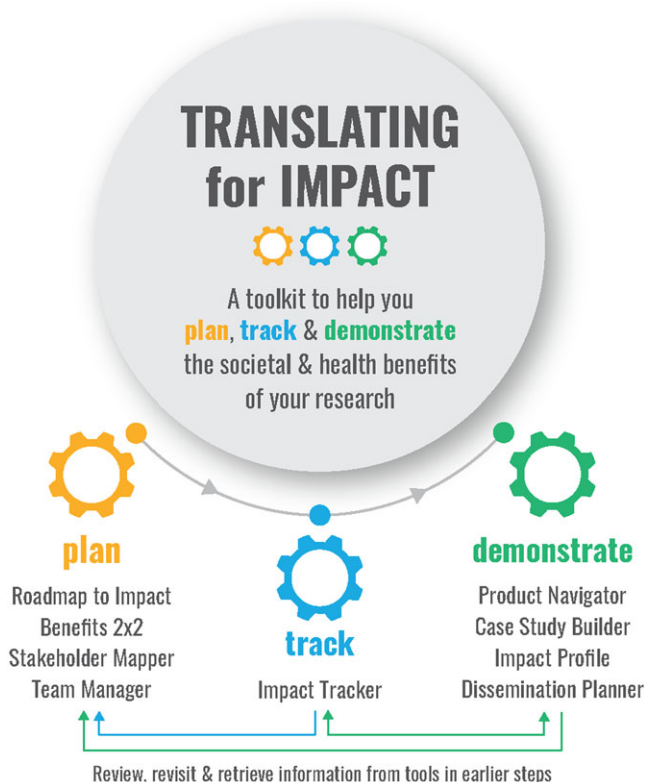 TRANSLATING
for IMPACT
A toolkit to help you
plan, track & demonstrate
the societal & health benefits
of your research
plan
Roadmap to Impact
Benefits 2x2
Stakeholder Mapper
Team Manager
track
Impact Tracker
demonstrate
Product Navigator
Case Study Builder
Impact Profile
Dissemination Planner
Review, revisit & retrieve information from tools in earlier steps